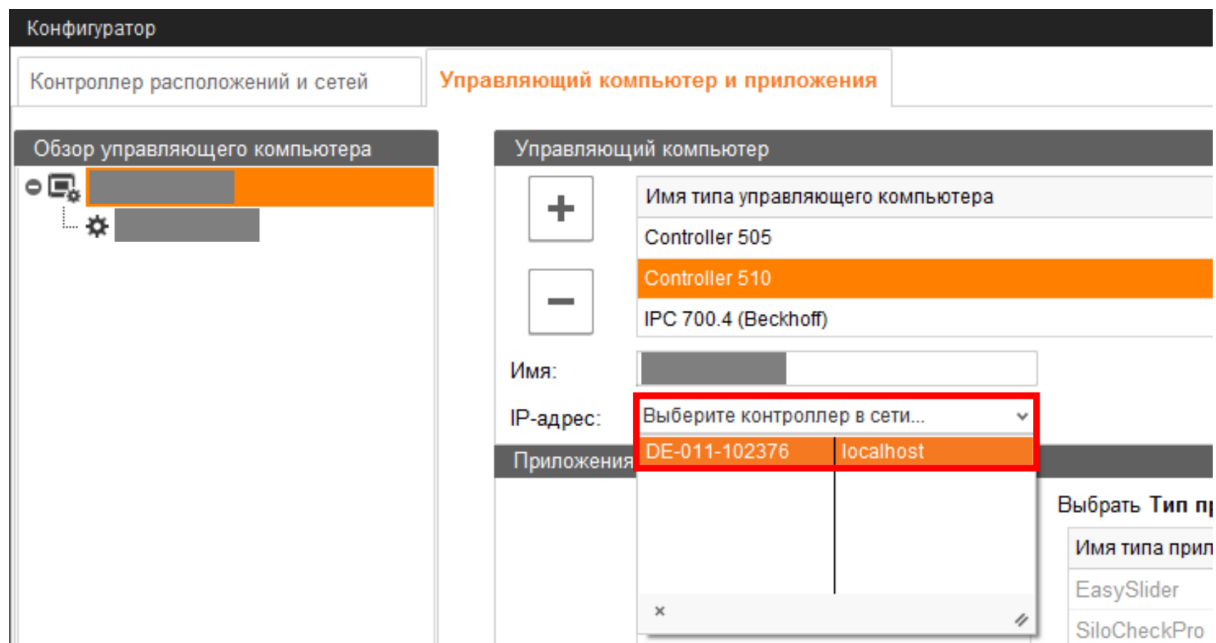 Конфигуратор
Контроллер расположений и сетей
Управляющий компьютер и приложения
Обзор управляющего компьютера
Управляющий компьютер
Имя типа управляющего компьютера
Controller 505
Controller 510
IPC 700.4 (Beckhoff)
Имя:
IP-адрес:
Выберите контроллер в сети...
DE-011-102376 localhost
Приложения
Выбрать Тип п
Имя типа прил
EasySlider
SiloCheckPro